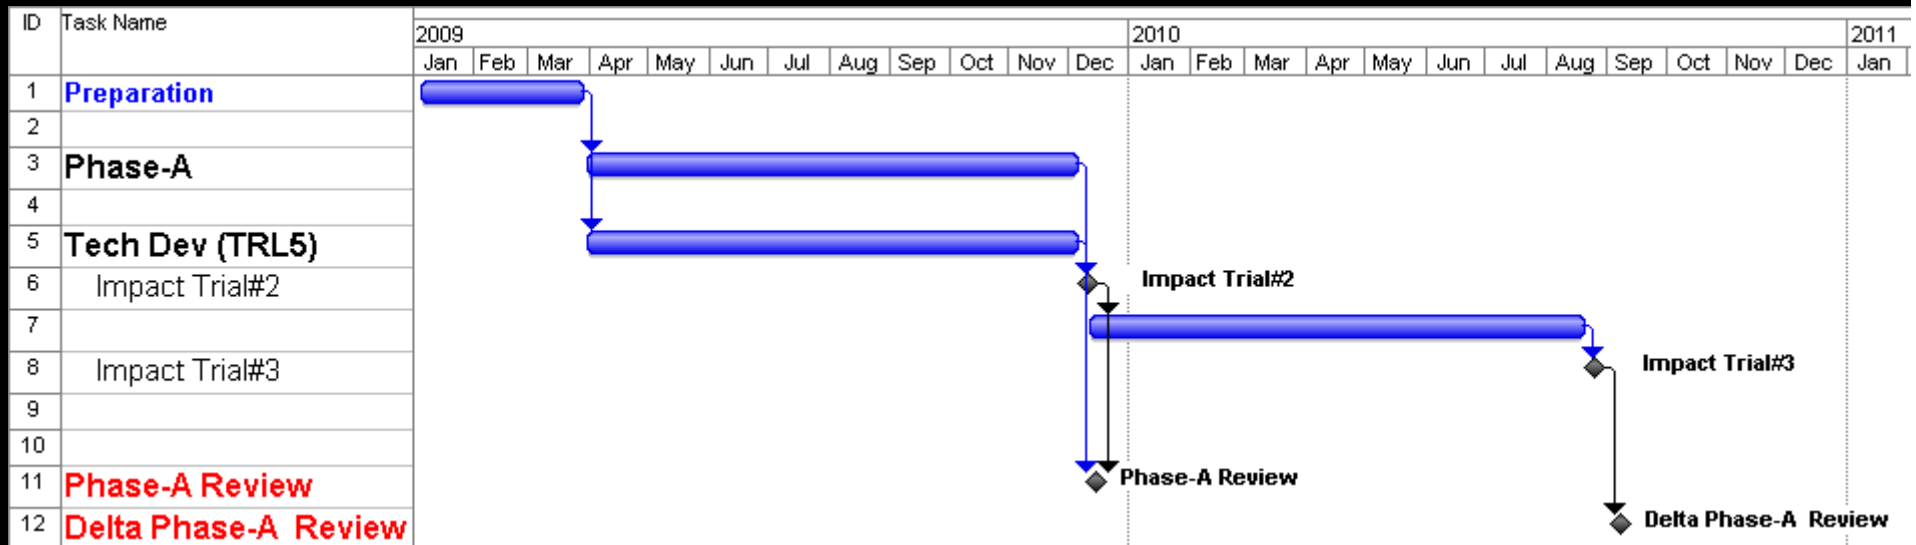 ID Task Name
2009 2010 2011
Jan Feb Mar Apr May Jun Jul Aug Sep Oct Nov Dec Jan Feb Mar Apr May Jun Jul Aug Sep Oct Nov Dec Jan
1 Preparation
2
3 Phase-A
4
5 Tech Dev (TRL5)
6 Impact Trial#2 Impact Trial#2
7
8 Impact Trial#3 Impact Trial#3
9
10
11 Phase-A Review Phase-A Review
12 Delta Phase-A Review Delta Phase-A Review